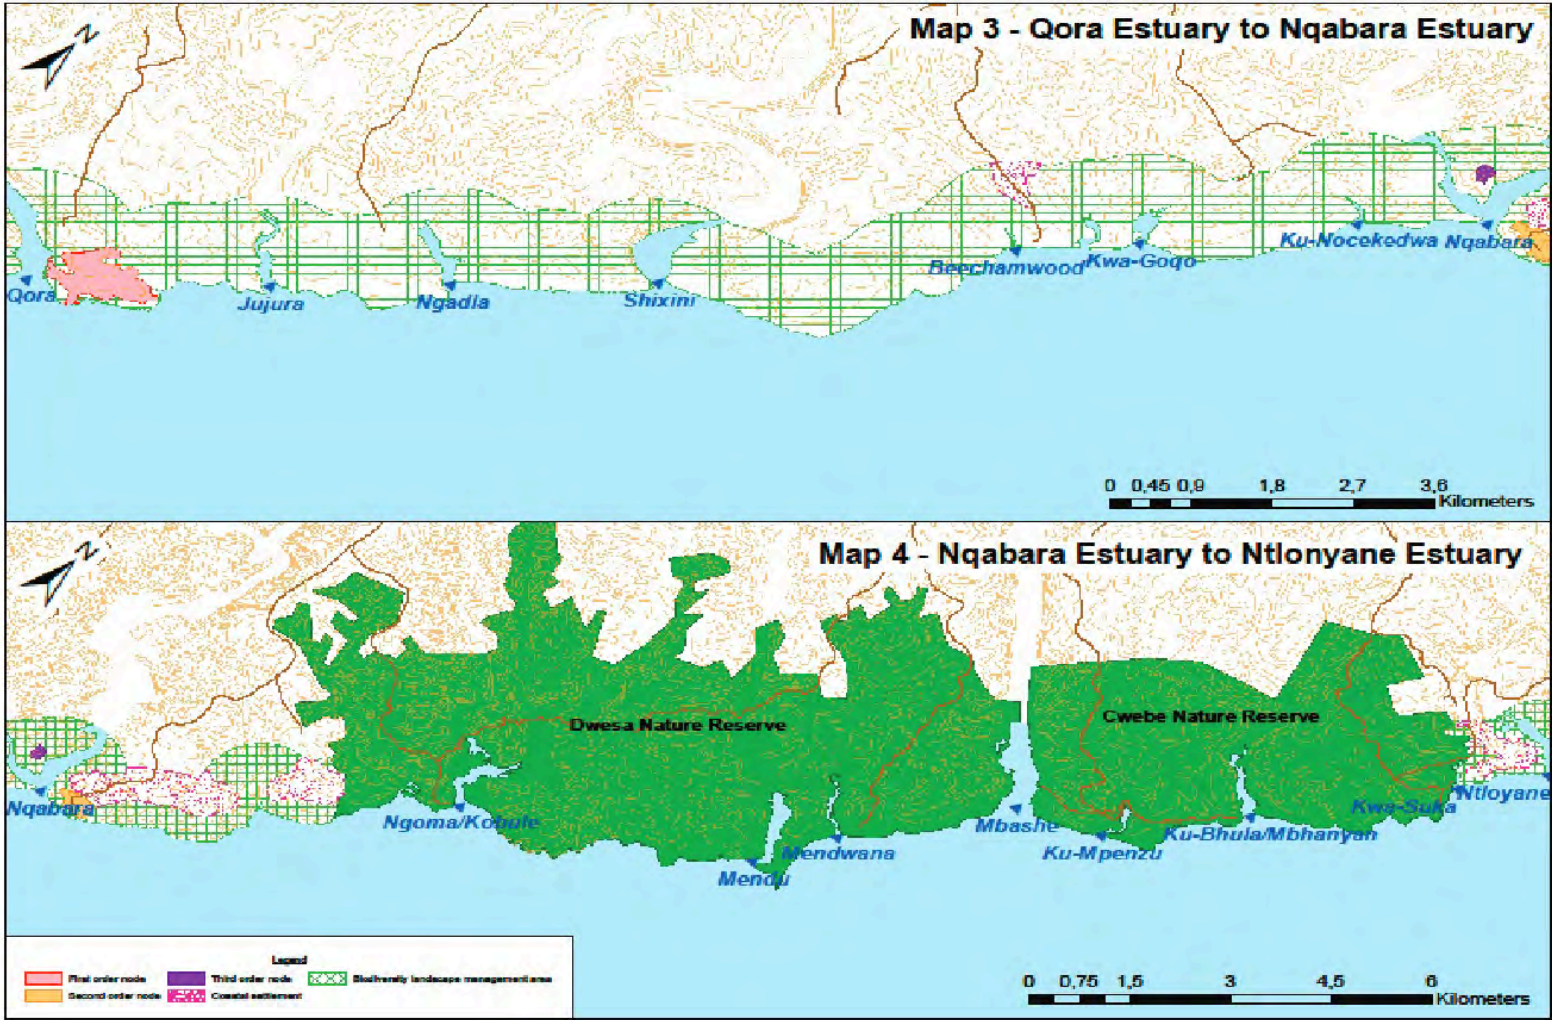 Map 3 - Qora Estuary to Nqabara Estuary
N
Qora
Jujura
Ngadla
Shixini
Beechamwood
Kwa-Goqo
Ku-Nocekedwa
Nqabara
0 0,45 0,9 1,8 2,7 3,6
Kilometers
Map 4 - Nqabara Estuary to Ntlonyane Estuary
N
Dwesa Nature Reserve
Cwebe Nature Reserve
Nqabara
Ngoma/Kobule
Mendu
Mendwana
Mbashe
Ku-Mpenzu
Ku-Bhula/Mbhanyan
Kwa-Suka
Ntloyane
Legend
First order node
Third order node
Biodiversity landscape management area
Second order node
Coastal settlement
0 0,75 1,5 3 4,5 6
Kilometers